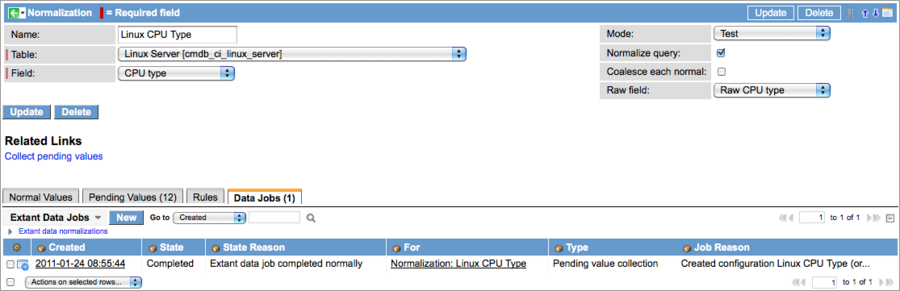 Normalization = Required field Update Delete
Name: Linux CPU Type Mode: Test
Table: Linux Server [cmdb_ci_linux_server] Normalize query:
Field: CPU type Coalesce each normal:
Raw field: Raw CPU type
Update Delete
Related Links
Collect pending values
Normal Values Pending Values (12) Rules Data Jobs (1)
Extant Data Jobs New Go to Created 1 to 1 of 1
Extant data normalizations
Created State State Reason For Type Job Reason
2011-01-24 08:55:44 Completed Extant data job completed normally Normalization: Linux CPU Type Pending value collection Created configuration Linux CPU Type (or...
Actions on selected rows... 1 to 1 of 1